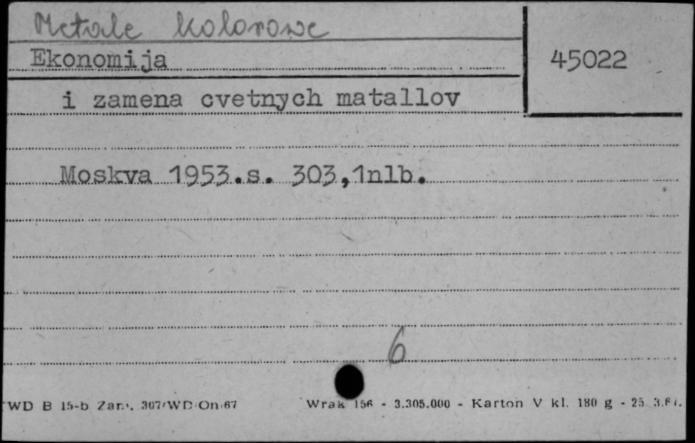 Metale kolorowe
Ekonomija
45022
i zamena cvetnych matallov
Moskva 1953.s. 303,1nlb.
6
WD B 15-b Zam. 307/WD/On/67
Wrak 156 - 3.305.000 - Karton V kl. 180 g - 25.3.67.